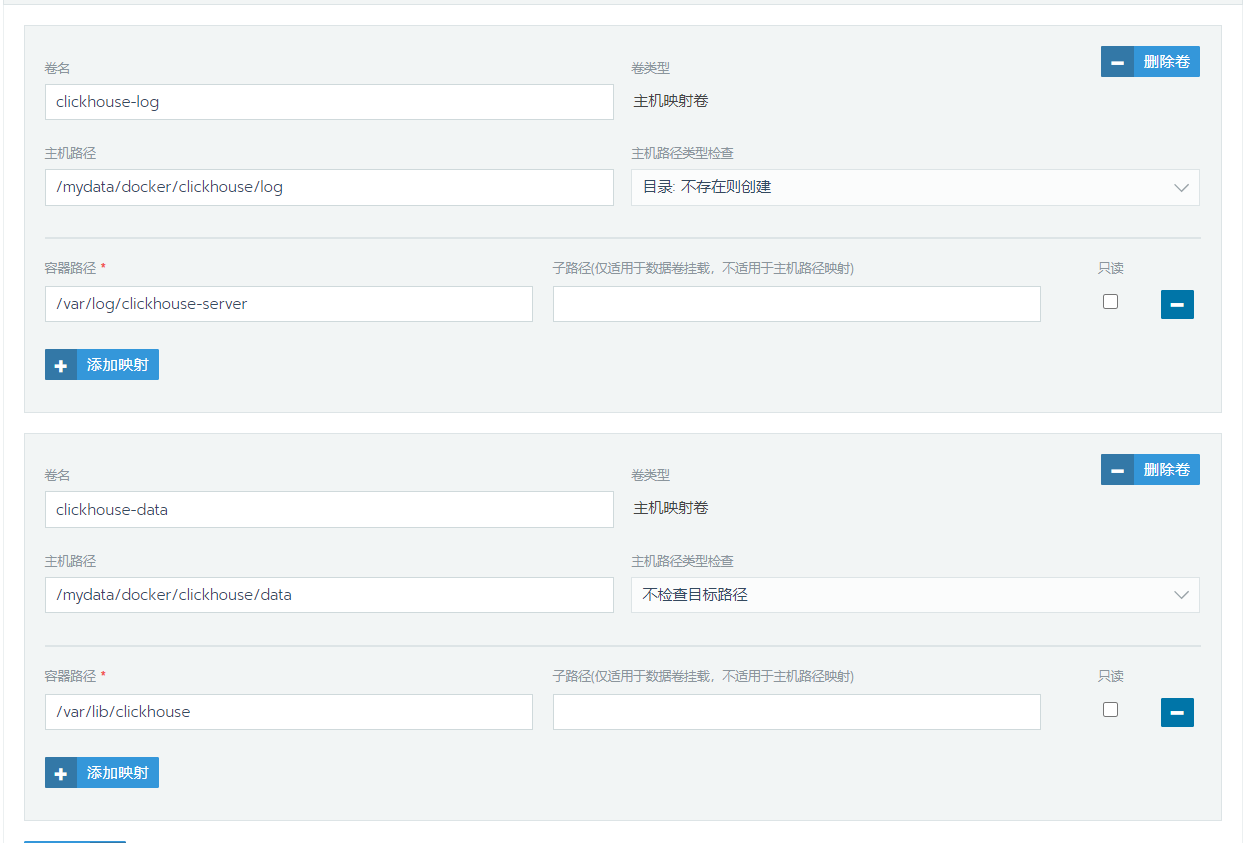 卷名
卷类型
删除卷
clickhouse-log
主机映射卷
主机路径
主机路径类型检查
/mydata/docker/clickhouse/log
目录: 不存在则创建
容器路径 *
子路径(仅适用于数据卷挂载，不适用于主机路径映射)
只读
/var/log/clickhouse-server
添加映射
卷名
卷类型
删除卷
clickhouse-data
主机映射卷
主机路径
主机路径类型检查
/mydata/docker/clickhouse/data
不检查目标路径
容器路径 *
子路径(仅适用于数据卷挂载，不适用于主机路径映射)
只读
/var/lib/clickhouse
添加映射